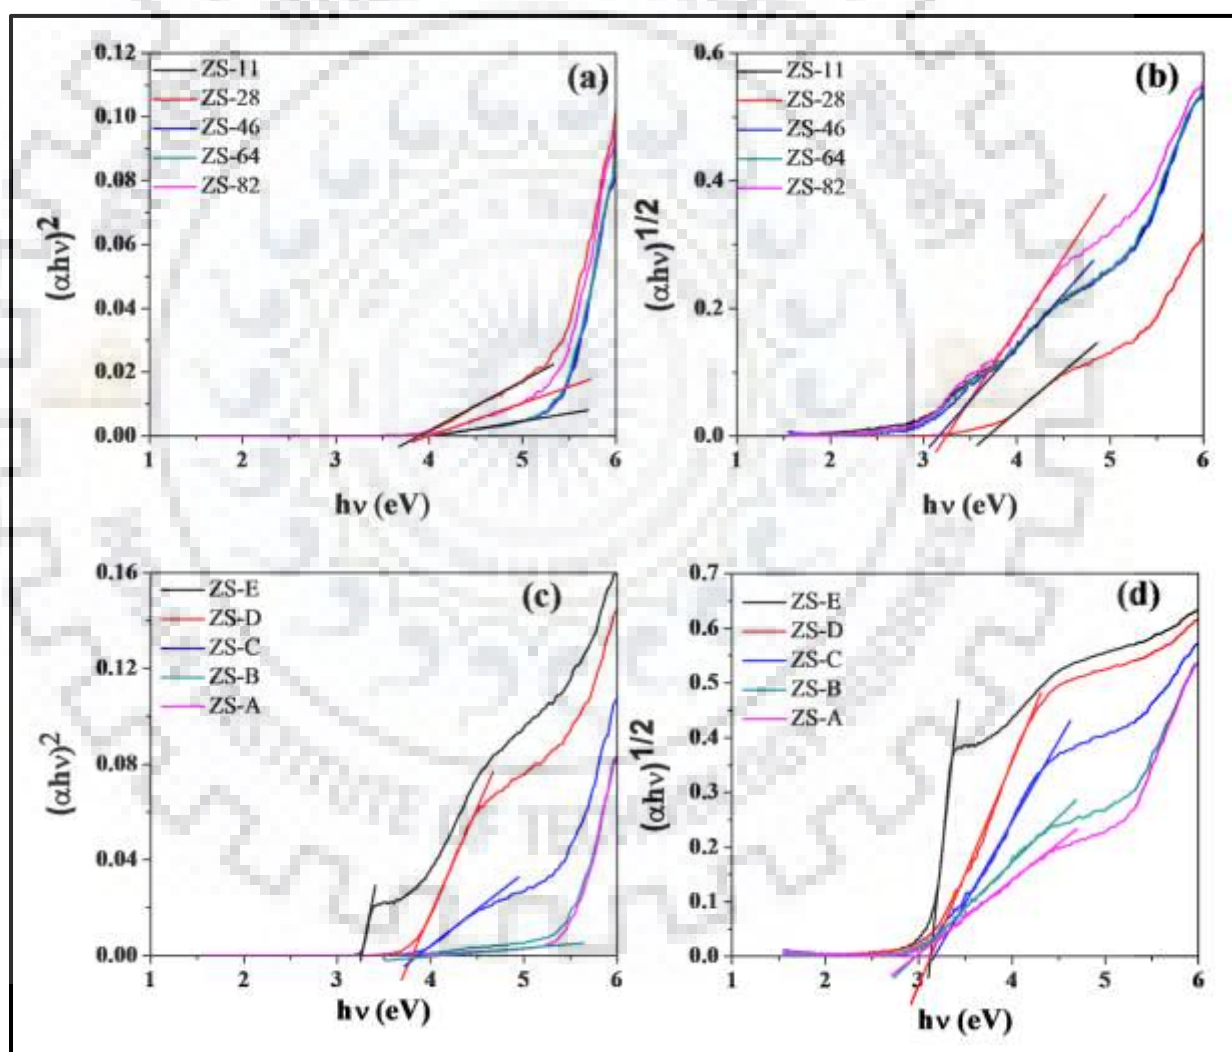 (a)
ZS-11
ZS-28
ZS-46
ZS-64
ZS-82
0.12
0.10
0.08
0.06
0.04
0.02
0.00
(αhν)2
1 2 3 4 5 6
hν (eV)
(b)
ZS-11
ZS-28
ZS-46
ZS-64
ZS-82
0.6
0.4
0.2
0.0
(αhν)1/2
1 2 3 4 5 6
hν (eV)
(c)
ZS-E
ZS-D
ZS-C
ZS-B
ZS-A
0.16
0.12
0.08
0.04
0.00
(αhν)2
1 2 3 4 5 6
hν (eV)
(d)
ZS-E
ZS-D
ZS-C
ZS-B
ZS-A
0.7
0.6
0.5
0.4
0.3
0.2
0.1
0.0
(αhν)1/2
1 2 3 4 5 6
hν (eV)